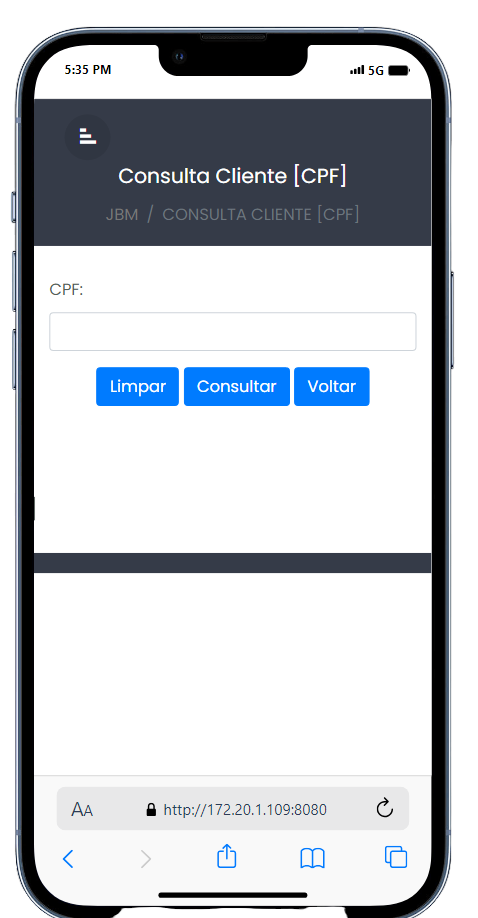 5:35 PM 5G
Consulta Cliente [CPF]
JBM / CONSULTA CLIENTE [CPF]
CPF:
Limpar Consultar Voltar
AA http://172.20.1.109:8080